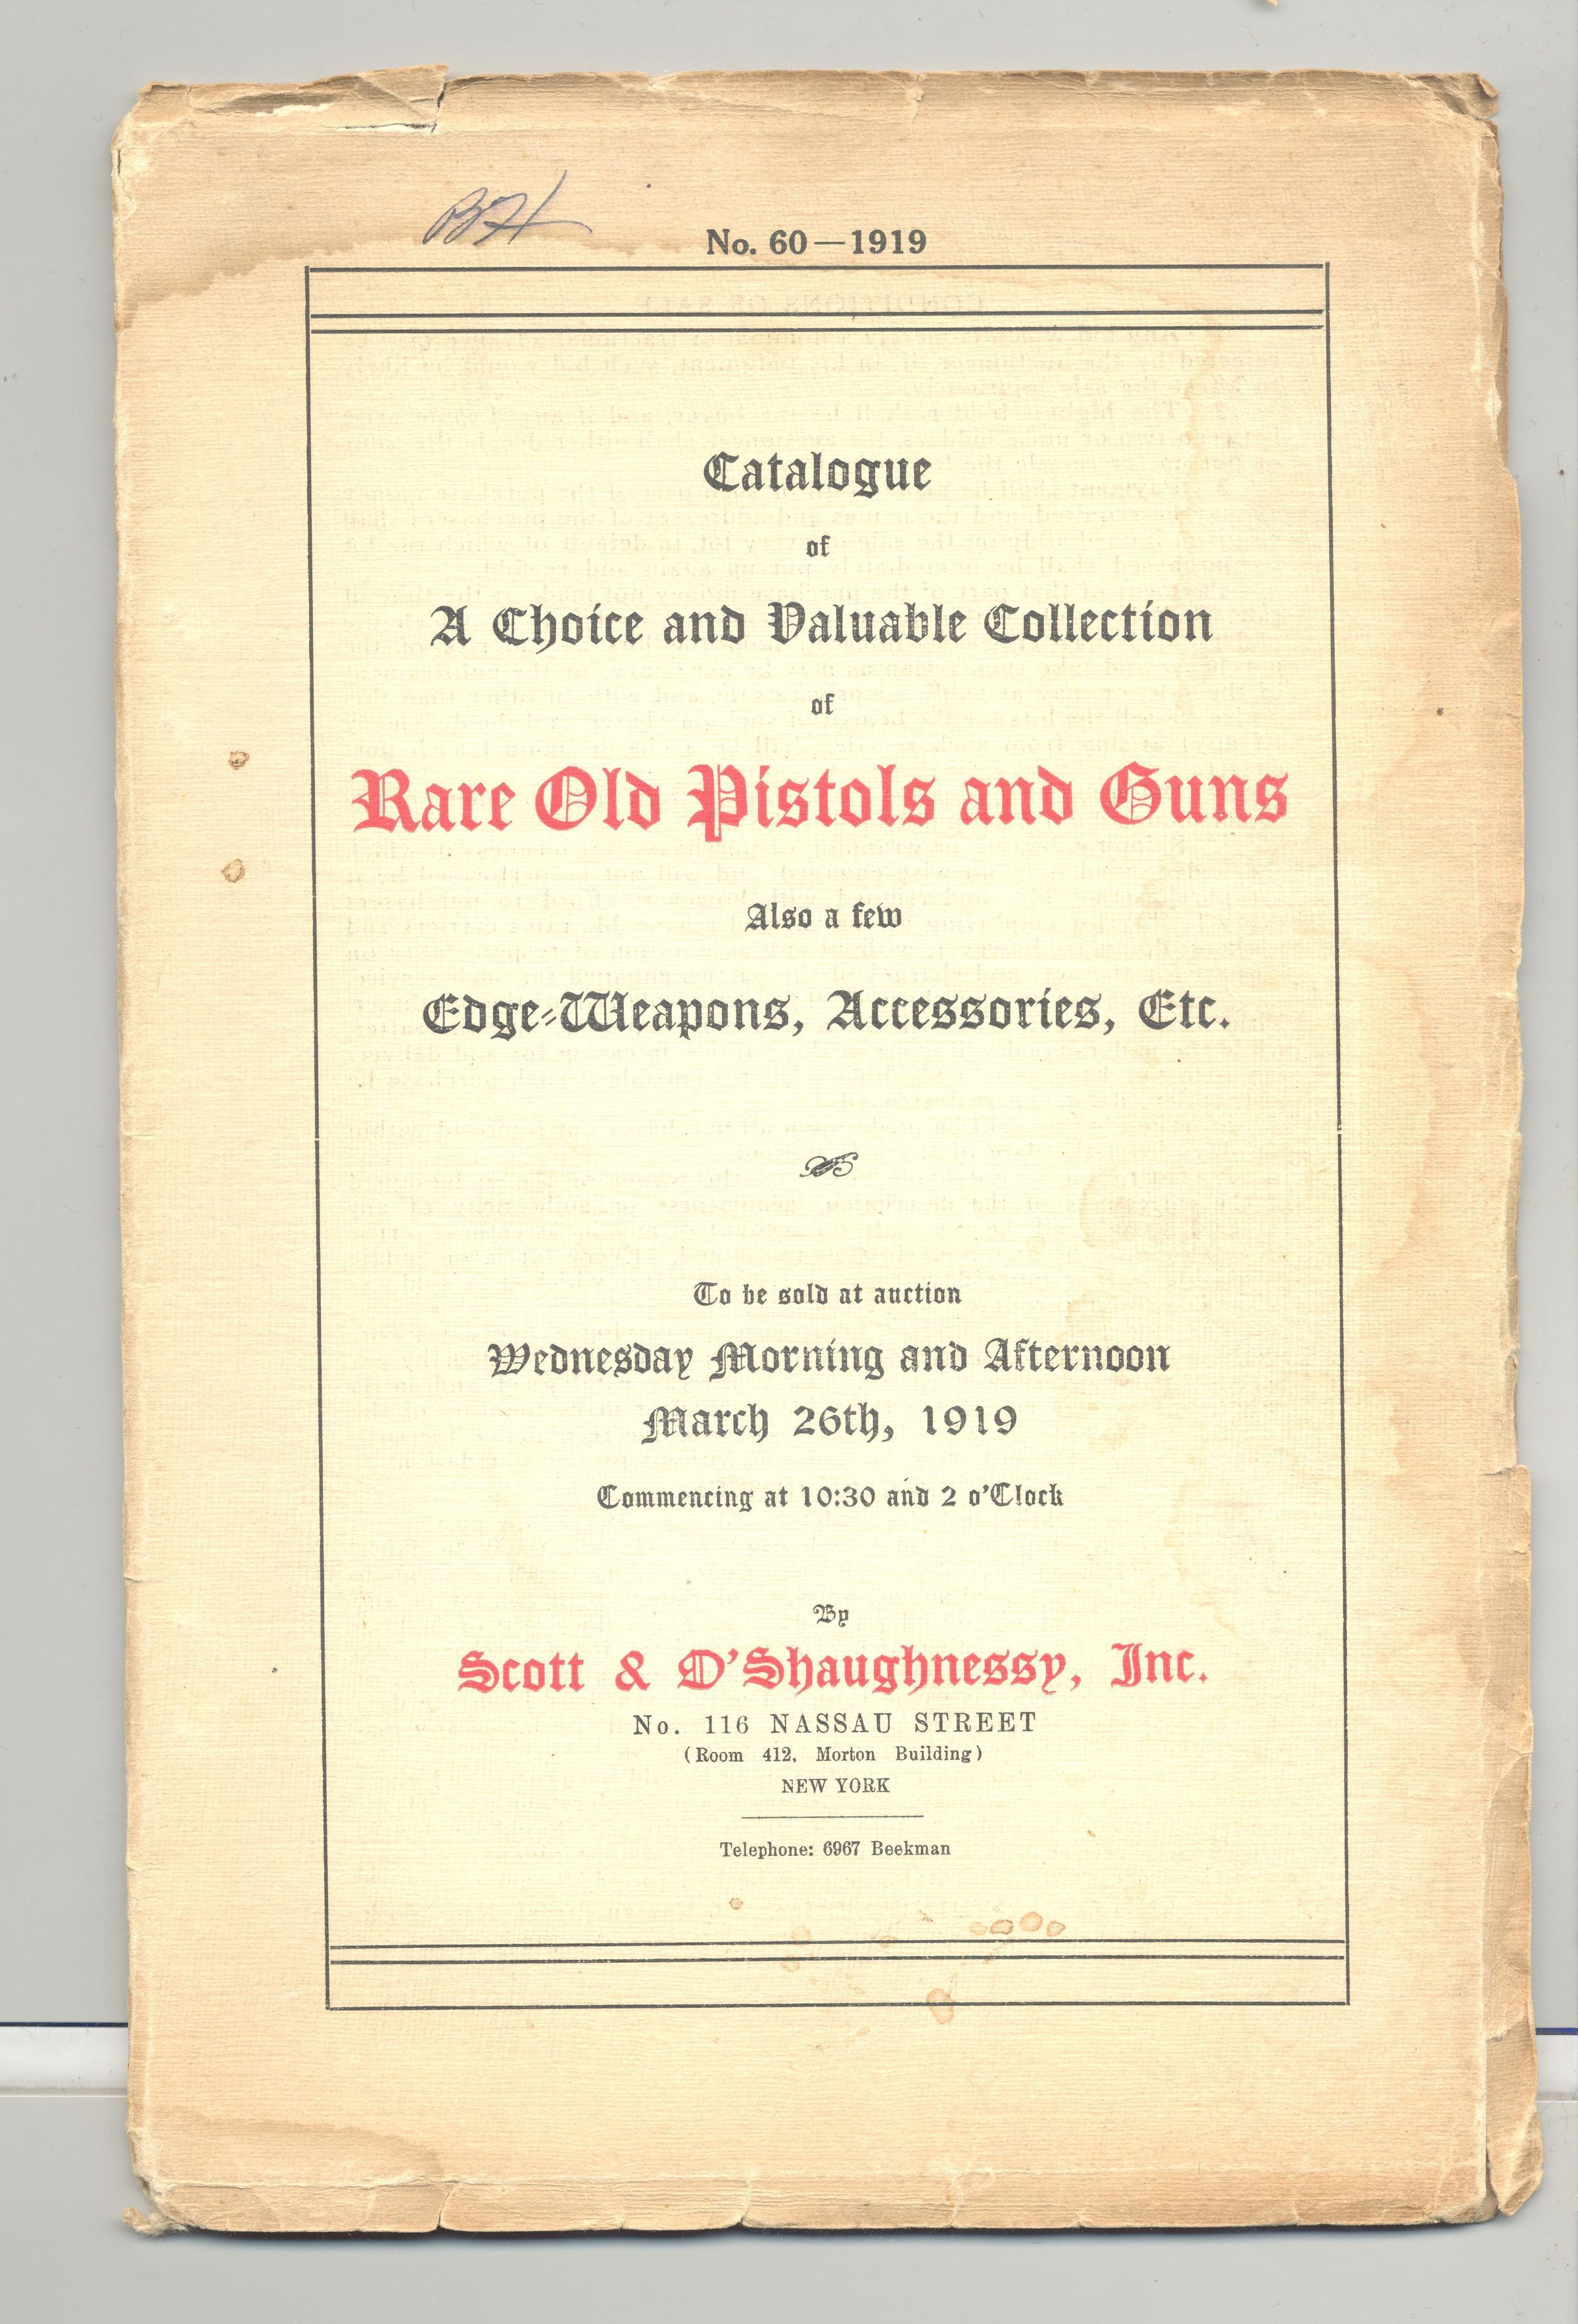 BH
No. 60—1919
Catalogue
of
A Choice and Valuable Collection
of
Rare Old Pistols and Guns
Also a few
Edge-Weapons, Accessories, Etc.
To be sold at auction
Wednesday Morning and Afternoon
March 26th, 1919
Commencing at 10:30 and 2 o'Clock
By
Scott & O'Shaughnessy, Inc.
No. 116 NASSAU STREET
(Room 412, Morton Building)
NEW YORK
Telephone: 6967 Beekman